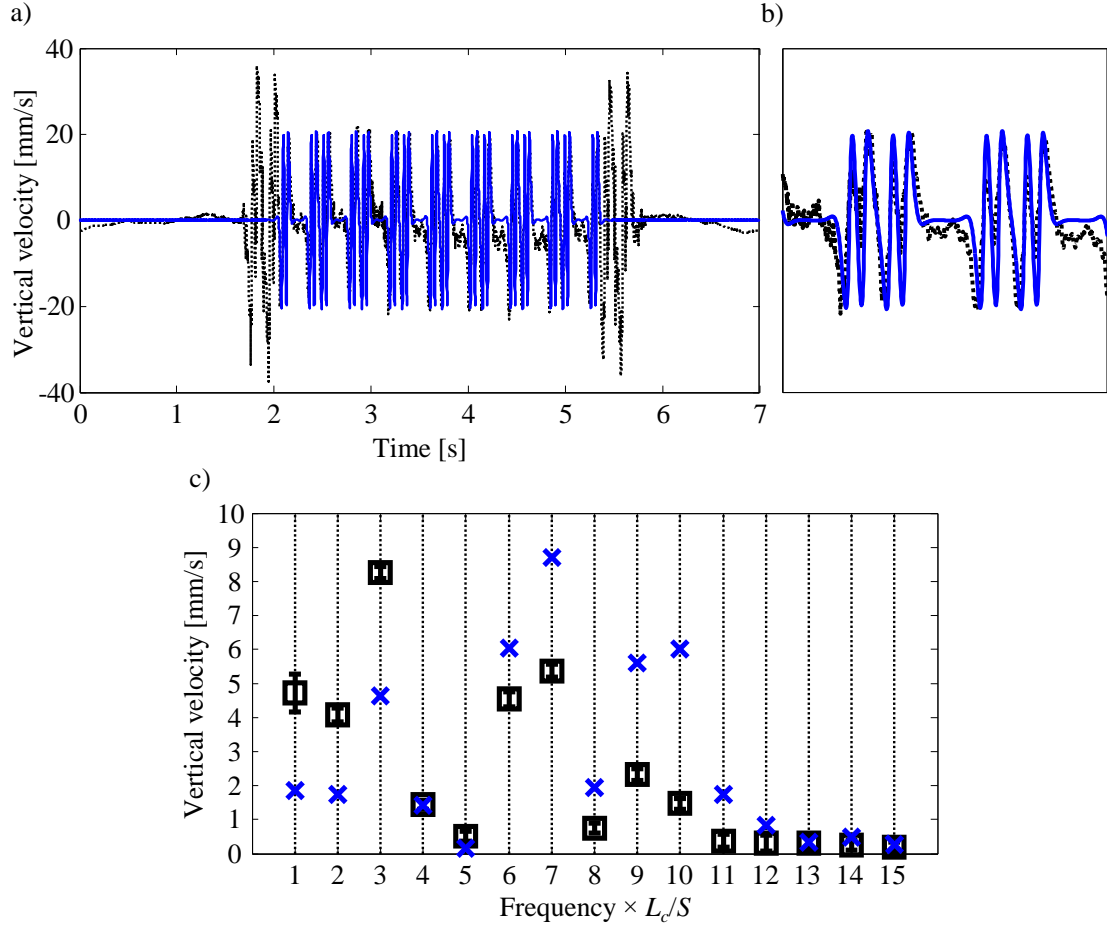 a)
b)
Vertical velocity [mm/s]
40
20
0
-20
-40
0 1 2 3 4 5 6 7
Time [s]
c)
Vertical velocity [mm/s]
10
9
8
7
6
5
4
3
2
1
0
1 2 3 4 5 6 7 8 9 10 11 12 13 14 15
Frequency × L_c/S